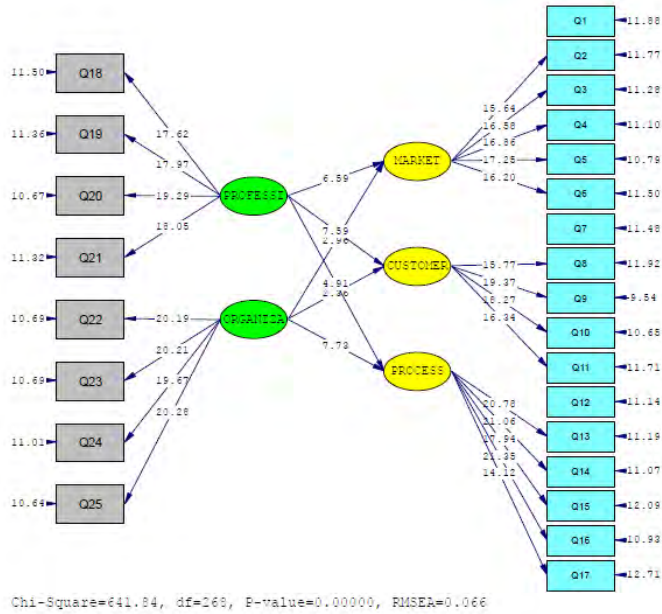 11.50 Q18
11.36 Q19
10.67 Q20
11.32 Q21
10.69 Q22
10.69 Q23
11.01 Q24
10.64 Q25
17.62
17.97
19.29
18.05
20.19
20.21
19.67
20.28
PROFESSI
ORGANIZA
6.59
7.59
2.96
4.91
2.36
7.73
MARKET
CUSTOMER
PROCESS
15.64
16.58
16.86
17.25
16.20
15.77
19.37
18.27
16.34
20.78
21.06
17.94
21.35
14.12
Q1 11.88
Q2 11.77
Q3 11.28
Q4 11.10
Q5 10.79
Q6 11.50
Q7 11.48
Q8 11.92
Q9 9.54
Q10 10.65
Q11 11.71
Q12 11.14
Q13 11.19
Q14 11.07
Q15 12.09
Q16 10.93
Q17 12.71
Chi-Square=641.84, df=268, P-value=0.00000, RMSEA=0.066